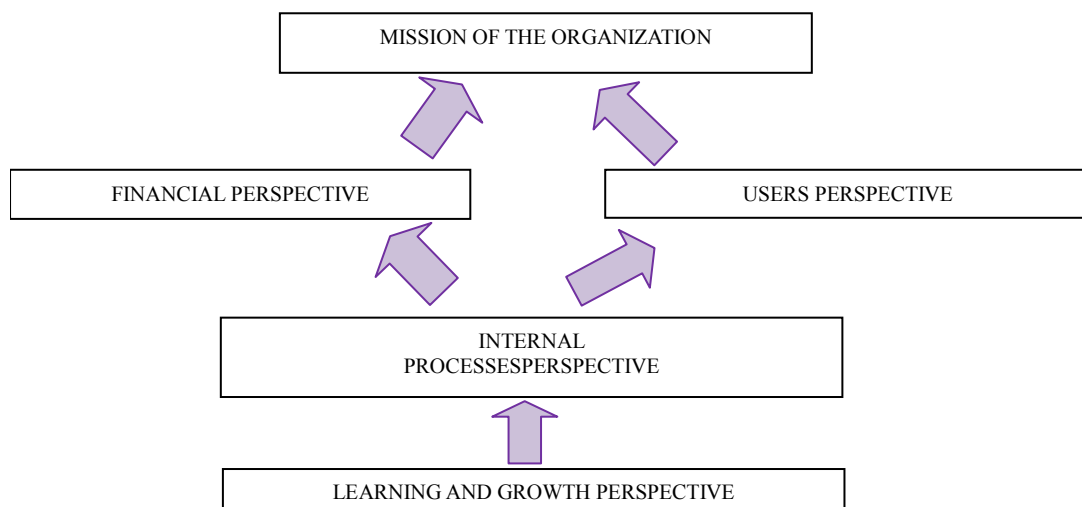 MISSION OF THE ORGANIZATION
FINANCIAL PERSPECTIVE
USERS PERSPECTIVE
INTERNAL
PROCESSESPERSPECTIVE
LEARNING AND GROWTH PERSPECTIVE